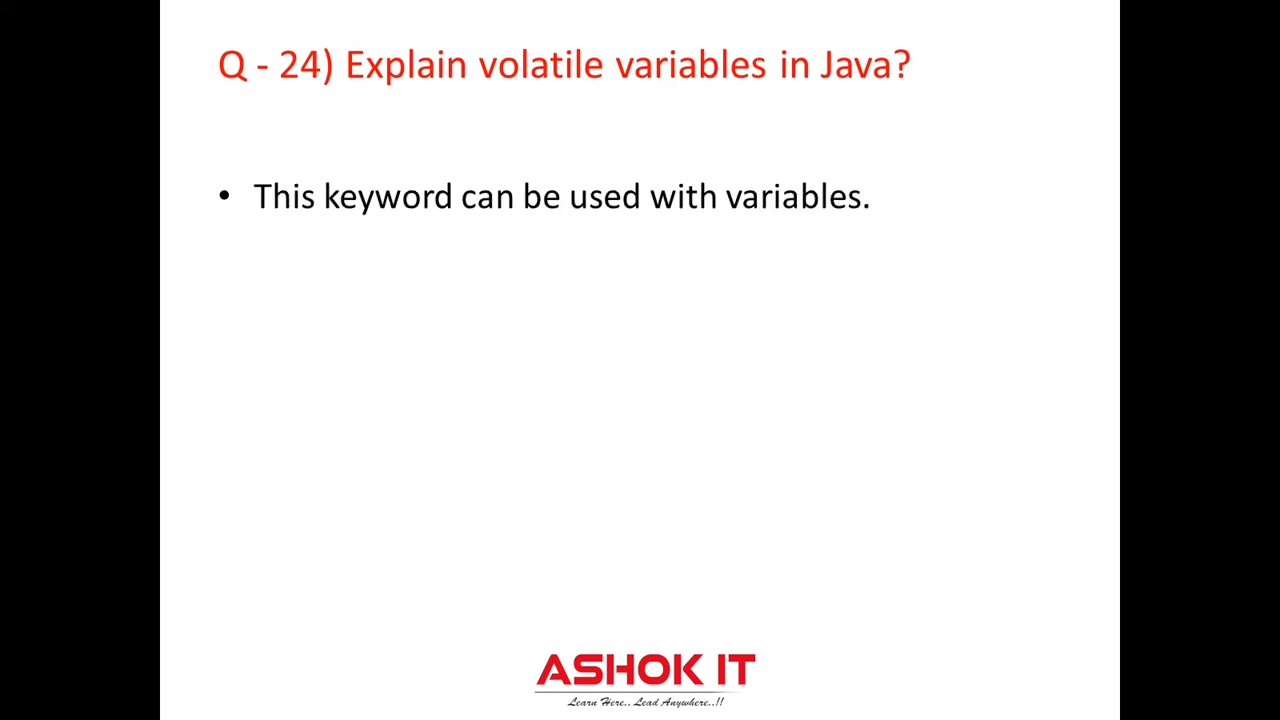 Q - 24) Explain volatile variables in Java?
• This keyword can be used with variables.
ASHOK IT
Learn Here.. Lead Anywhere..!!